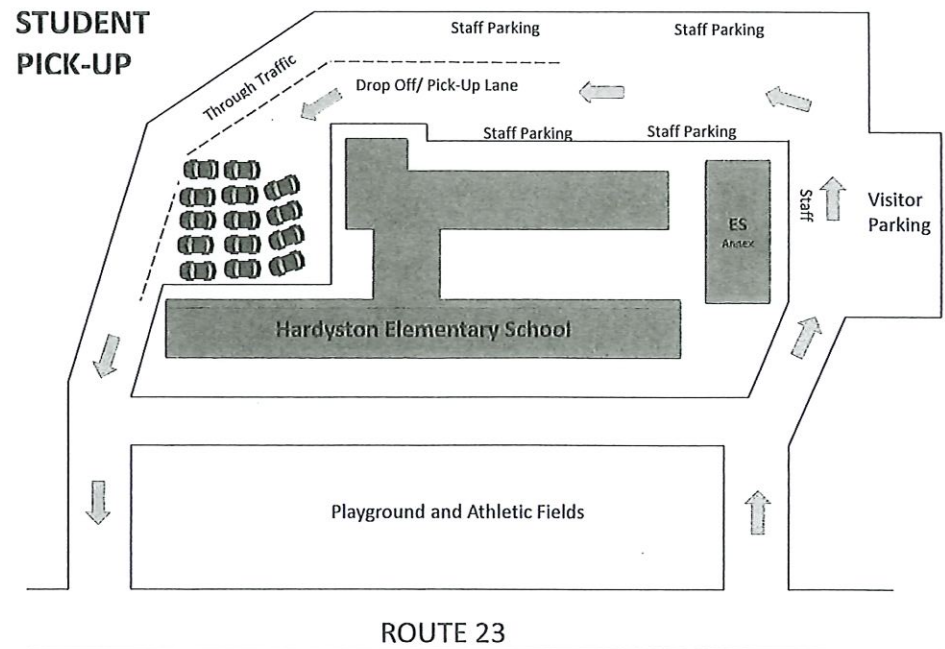 STUDENT
PICK-UP
Staff Parking
Staff Parking
Through Traffic
Drop Off/ Pick-Up Lane
Staff Parking
Staff Parking
Staff
Visitor
Parking
ES
Annex
Hardyston Elementary School
Playground and Athletic Fields
ROUTE 23